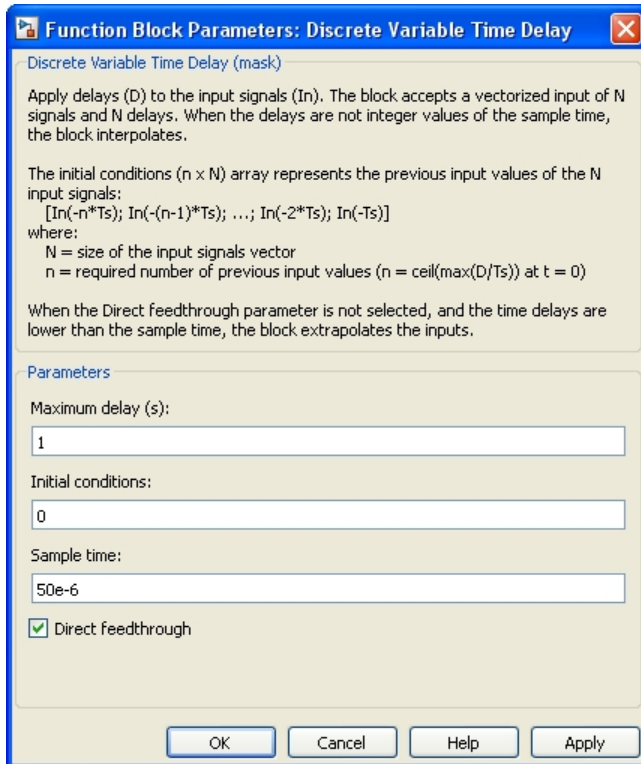 Function Block Parameters: Discrete Variable Time Delay
Discrete Variable Time Delay (mask)
Apply delays (D) to the input signals (In). The block accepts a vectorized input of N
signals and N delays. When the delays are not integer values of the sample time,
the block interpolates.
The initial conditions (n x N) array represents the previous input values of the N
input signals:
[In(-n*Ts); In(-(n-1)*Ts); ...; In(-2*Ts); In(-Ts)]
where:
N = size of the input signals vector
n = required number of previous input values (n = ceil(max(D/Ts)) at t = 0)
When the Direct feedthrough parameter is not selected, and the time delays are
lower than the sample time, the block extrapolates the inputs.
Parameters
Maximum delay (s):
1
Initial conditions:
0
Sample time:
50e-6
Direct feedthrough
OK Cancel Help Apply